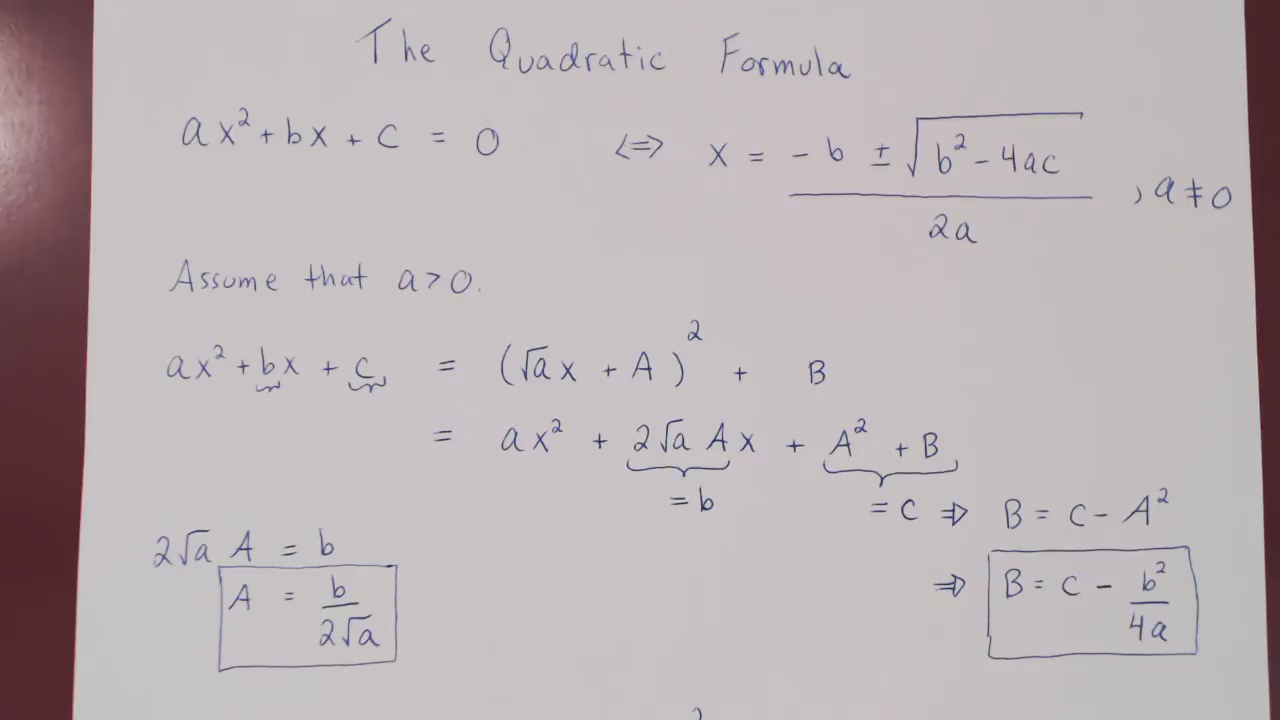 The Quadratic Formula
ax² + bx + c = 0 <=> x = -b ± √(b² - 4ac) / 2a , a ≠ 0
Assume that a > 0.
ax² + bx + c = (√a x + A)² + B
= ax² + 2√a A x + A² + B
= b = c => B = c - A²
2√a A = b
A = b / 2√a => B = c - b² / 4a
2